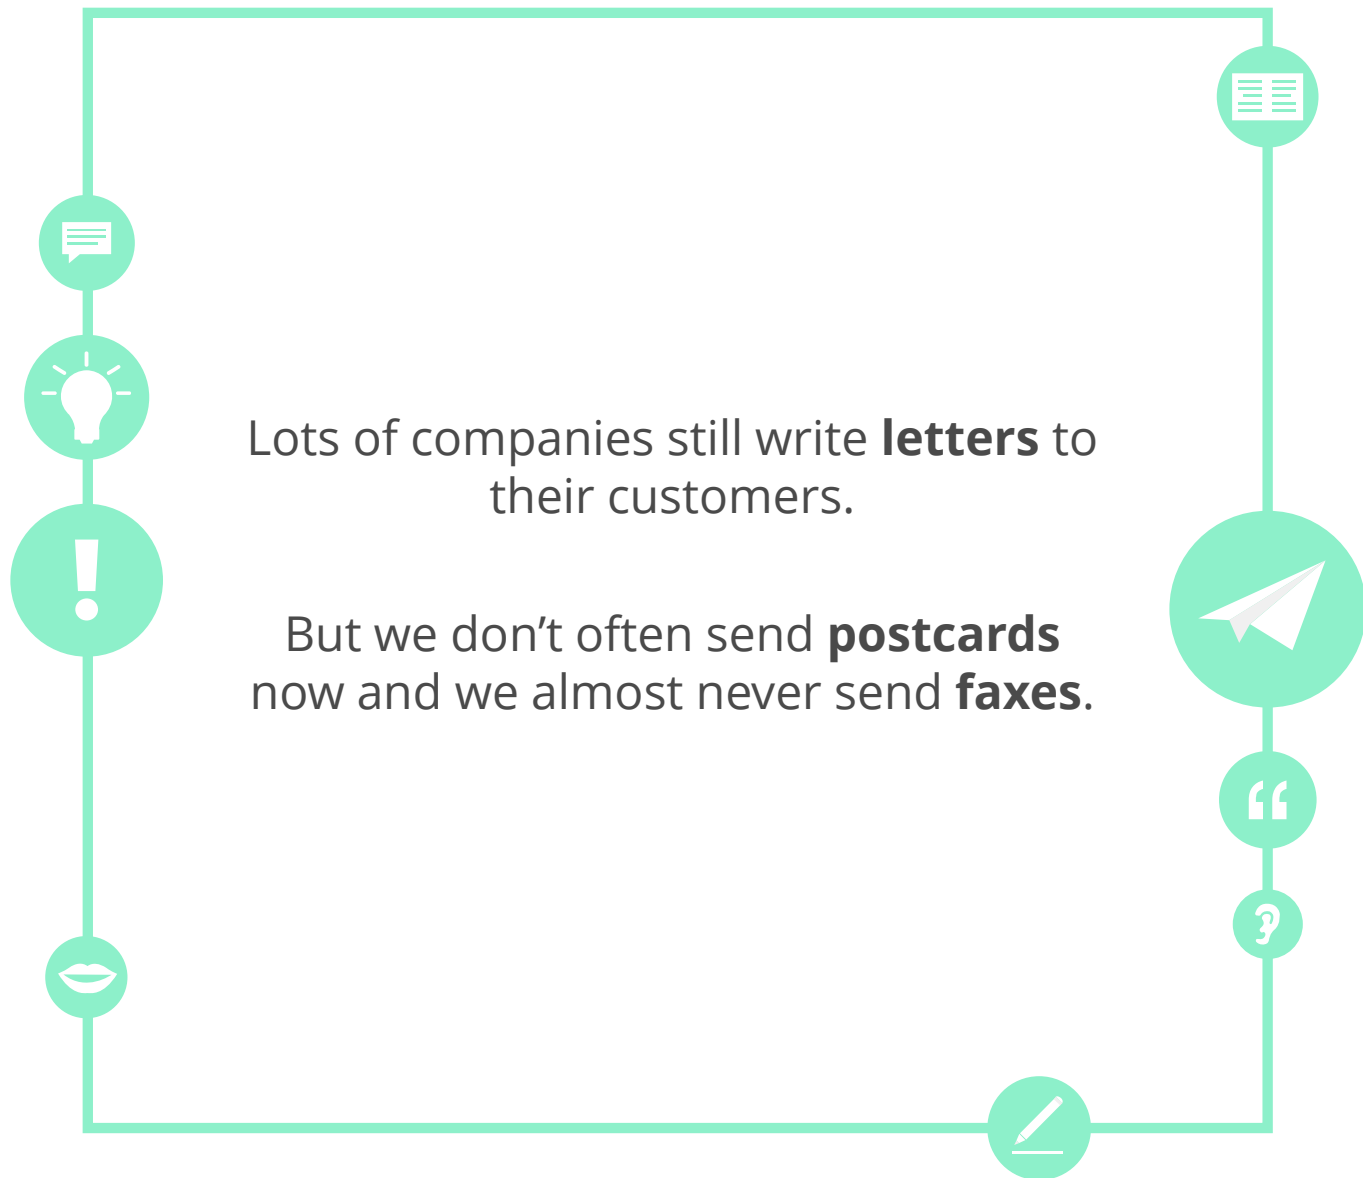 Lots of companies still write letters to
their customers.
But we don’t often send postcards
now and we almost never send faxes.